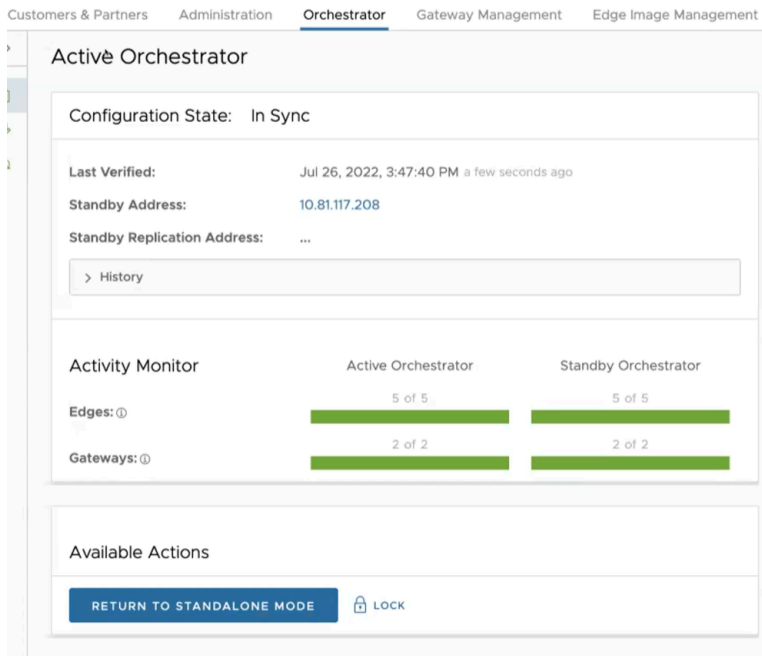 Customers & Partners Administration Orchestrator Gateway Management Edge Image Management
Active Orchestrator
Configuration State: In Sync
Last Verified: Jul 26, 2022, 3:47:40 PM a few seconds ago
Standby Address: 10.81.117.208
Standby Replication Address: ...
History
Activity Monitor Active Orchestrator Standby Orchestrator
5 of 5 5 of 5
Edges:
2 of 2 2 of 2
Gateways:
Available Actions
RETURN TO STANDALONE MODE LOCK